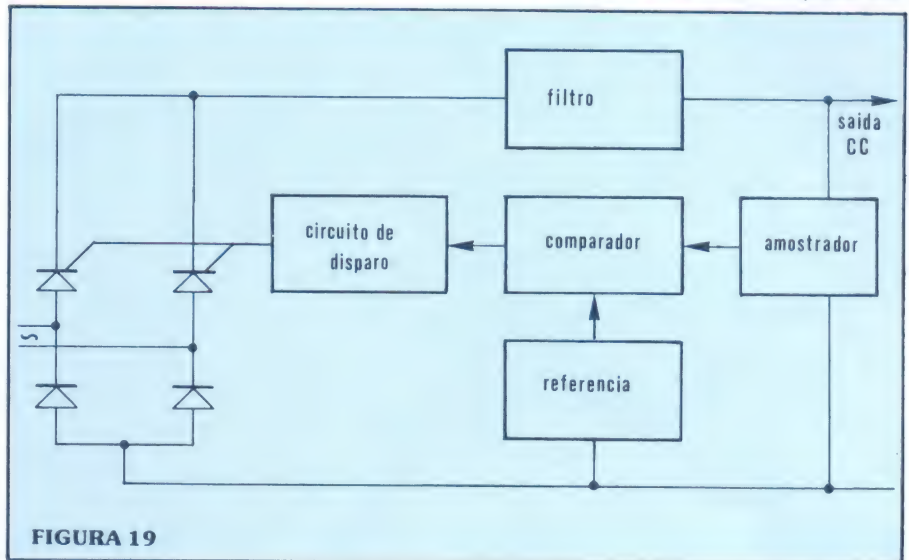 filtro
saida
CC
circuito de
disparo
comparador
amostrador
referencia
FIGURA 19